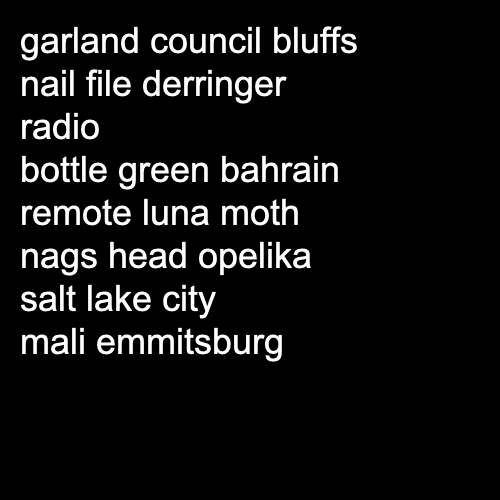 garland council bluffs
nail file derringer
radio
bottle green bahrain
remote luna moth
nags head opelika
salt lake city
mali emmitsburg